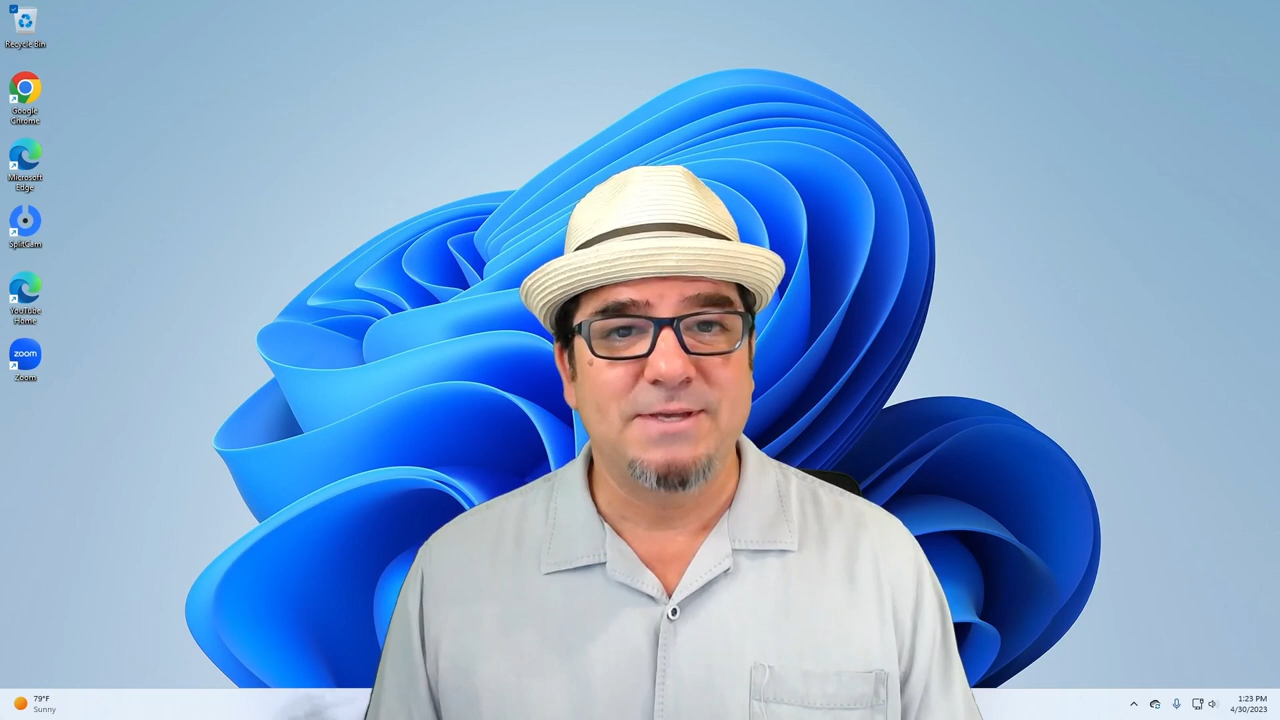 Recycle Bin
Google
Chrome
Microsoft
Edge
SplitCam
YouTube
Home
zoom
Zoom
79°F
Sunny
1:23 PM
4/30/2023